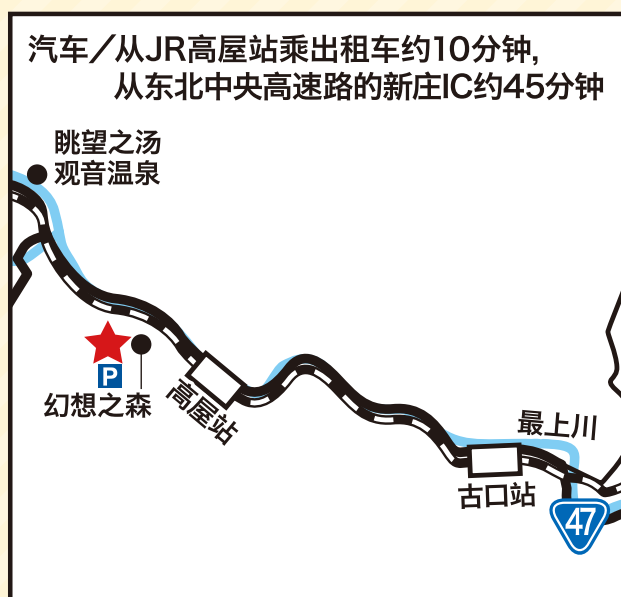 汽车／从JR高屋站乘出租车约10分钟,
从东北中央高速路的新庄IC约45分钟
眺望之汤
观音温泉
P
幻想之森
高屋站
最上川
古口站
47